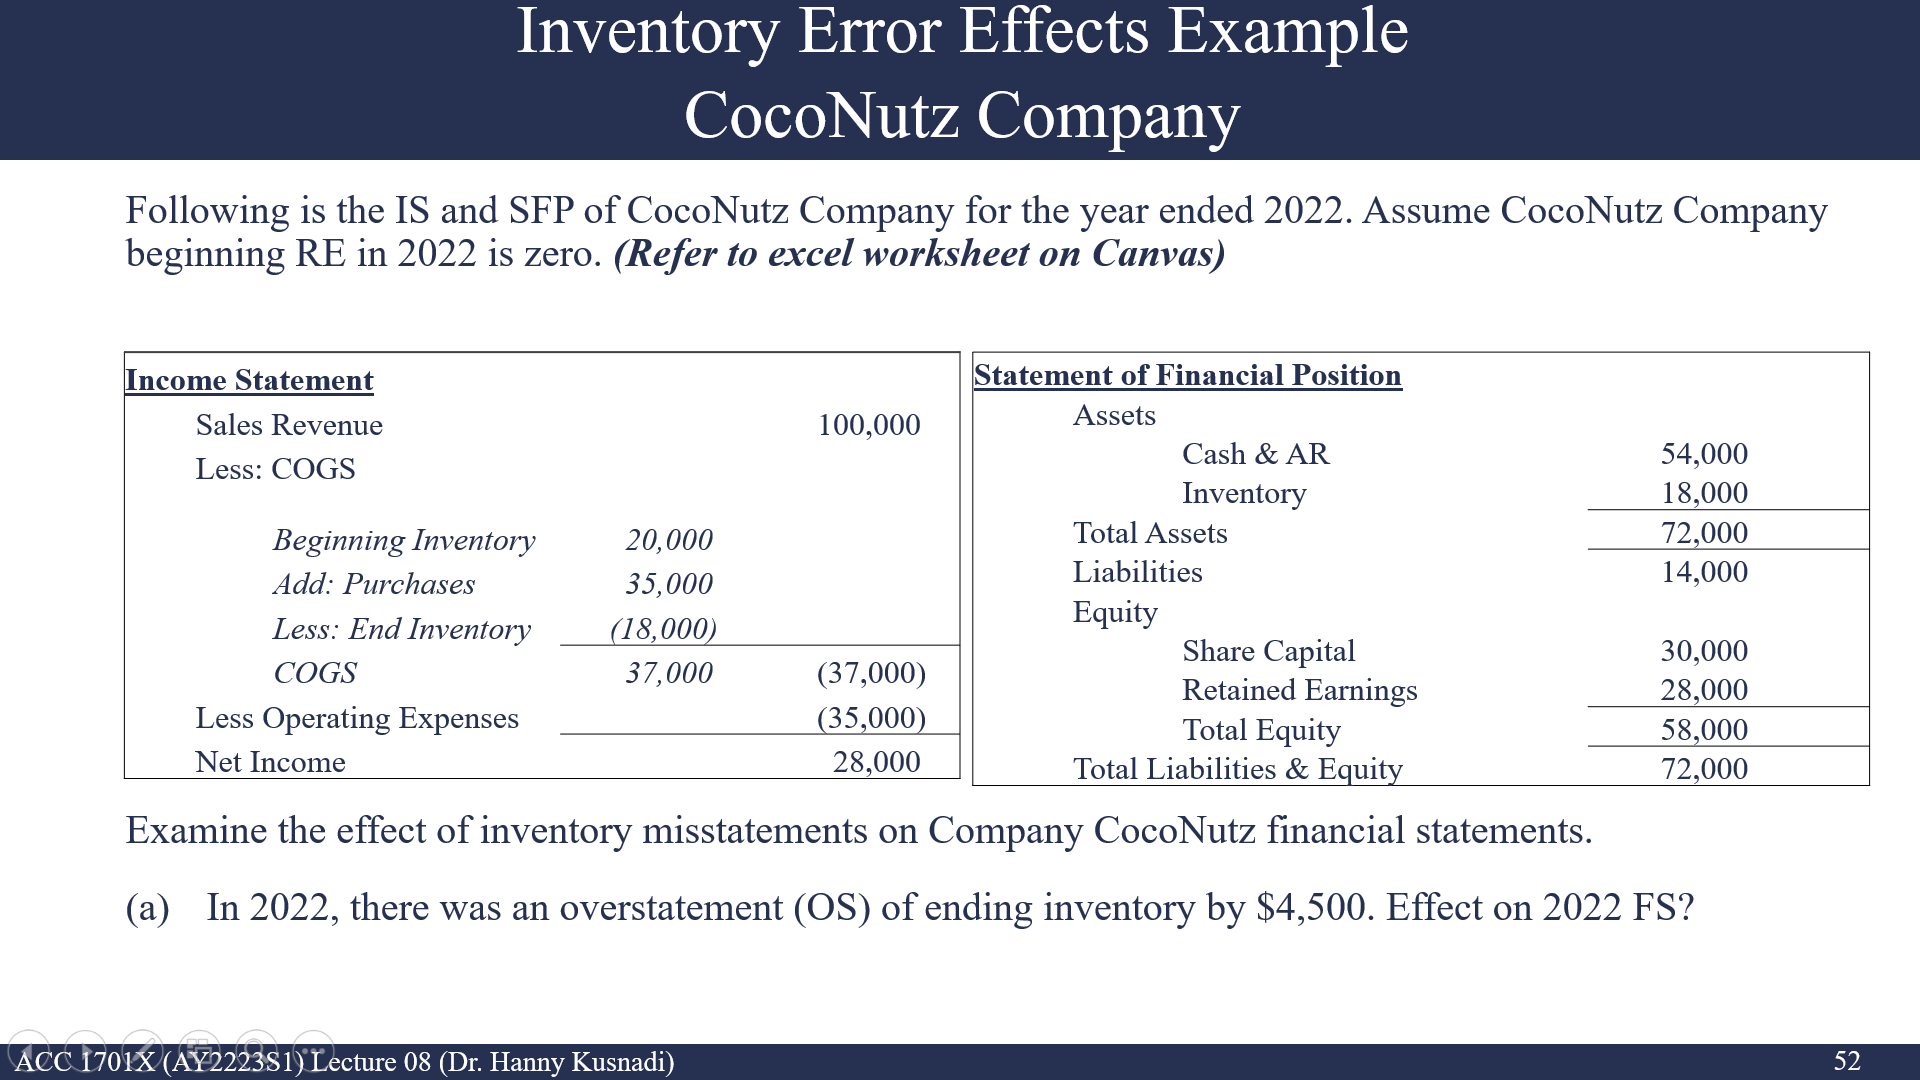 Inventory Error Effects Example
CocoNutz Company
Following is the IS and SFP of CocoNutz Company for the year ended 2022. Assume CocoNutz Company
beginning RE in 2022 is zero. (Refer to excel worksheet on Canvas)
Income Statement
Sales Revenue 100,000
Less: COGS
Beginning Inventory 20,000
Add: Purchases 35,000
Less: End Inventory (18,000)
COGS 37,000 (37,000)
Less Operating Expenses (35,000)
Net Income 28,000
Statement of Financial Position
Assets
Cash & AR 54,000
Inventory 18,000
Total Assets 72,000
Liabilities 14,000
Equity
Share Capital 30,000
Retained Earnings 28,000
Total Equity 58,000
Total Liabilities & Equity 72,000
Examine the effect of inventory misstatements on Company CocoNutz financial statements.
(a) In 2022, there was an overstatement (OS) of ending inventory by $4,500. Effect on 2022 FS?
ACC 1701X (AY2223S1) Lecture 08 (Dr. Hanny Kusnadi) 52